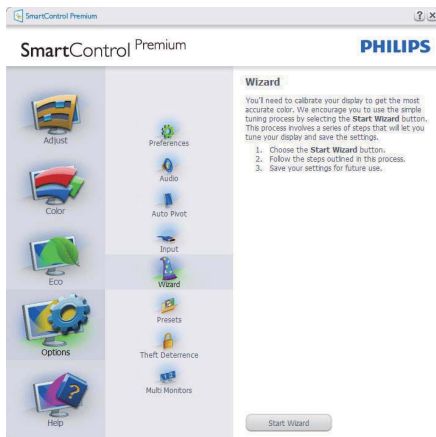 SmartControl Premium
SmartControl Premium
PHILIPS
Adjust
Color
Eco
Options
Help
Preferences
Audio
Auto Pivot
Input
Wizard
Presets
Theft Deterrence
Multi Monitors
Wizard
You'll need to calibrate your display to get the most
accurate color. We encourage you to use the simple
tuning process by selecting the Start Wizard button.
This process involves a series of steps that will let you
tune your display and save the settings.
1. Choose the Start Wizard button.
2. Follow the steps outlined in this process.
3. Save your settings for future use.
Start Wizard